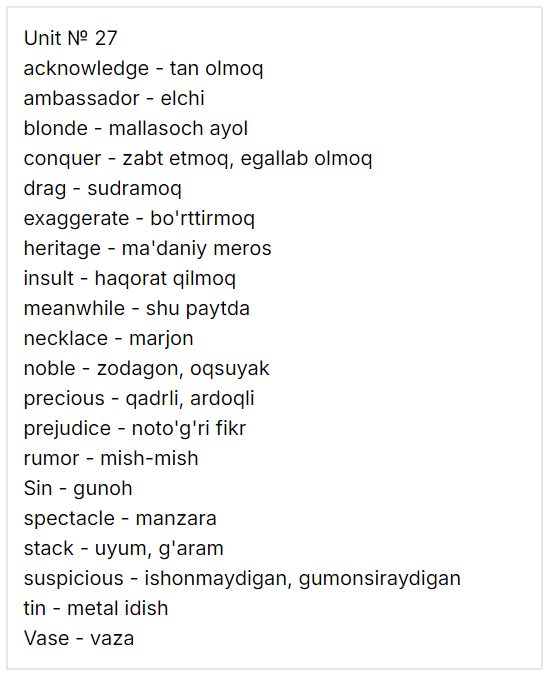 Unit № 27
acknowledge - tan olmoq
ambassador - elchi
blonde - mallasoch ayol
conquer - zabt etmoq, egallab olmoq
drag - sudramoq
exaggerate - bo'rttirmoq
heritage - ma'daniy meros
insult - haqorat qilmoq
meanwhile - shu paytda
necklace - marjon
noble - zodagon, oqsuyak
precious - qadrli, ardoqli
prejudice - noto'g'ri fikr
rumor - mish-mish
Sin - gunoh
spectacle - manzara
stack - uyum, g'aram
suspicious - ishonmaydigan, gumonsiraydigan
tin - metal idish
Vase - vaza